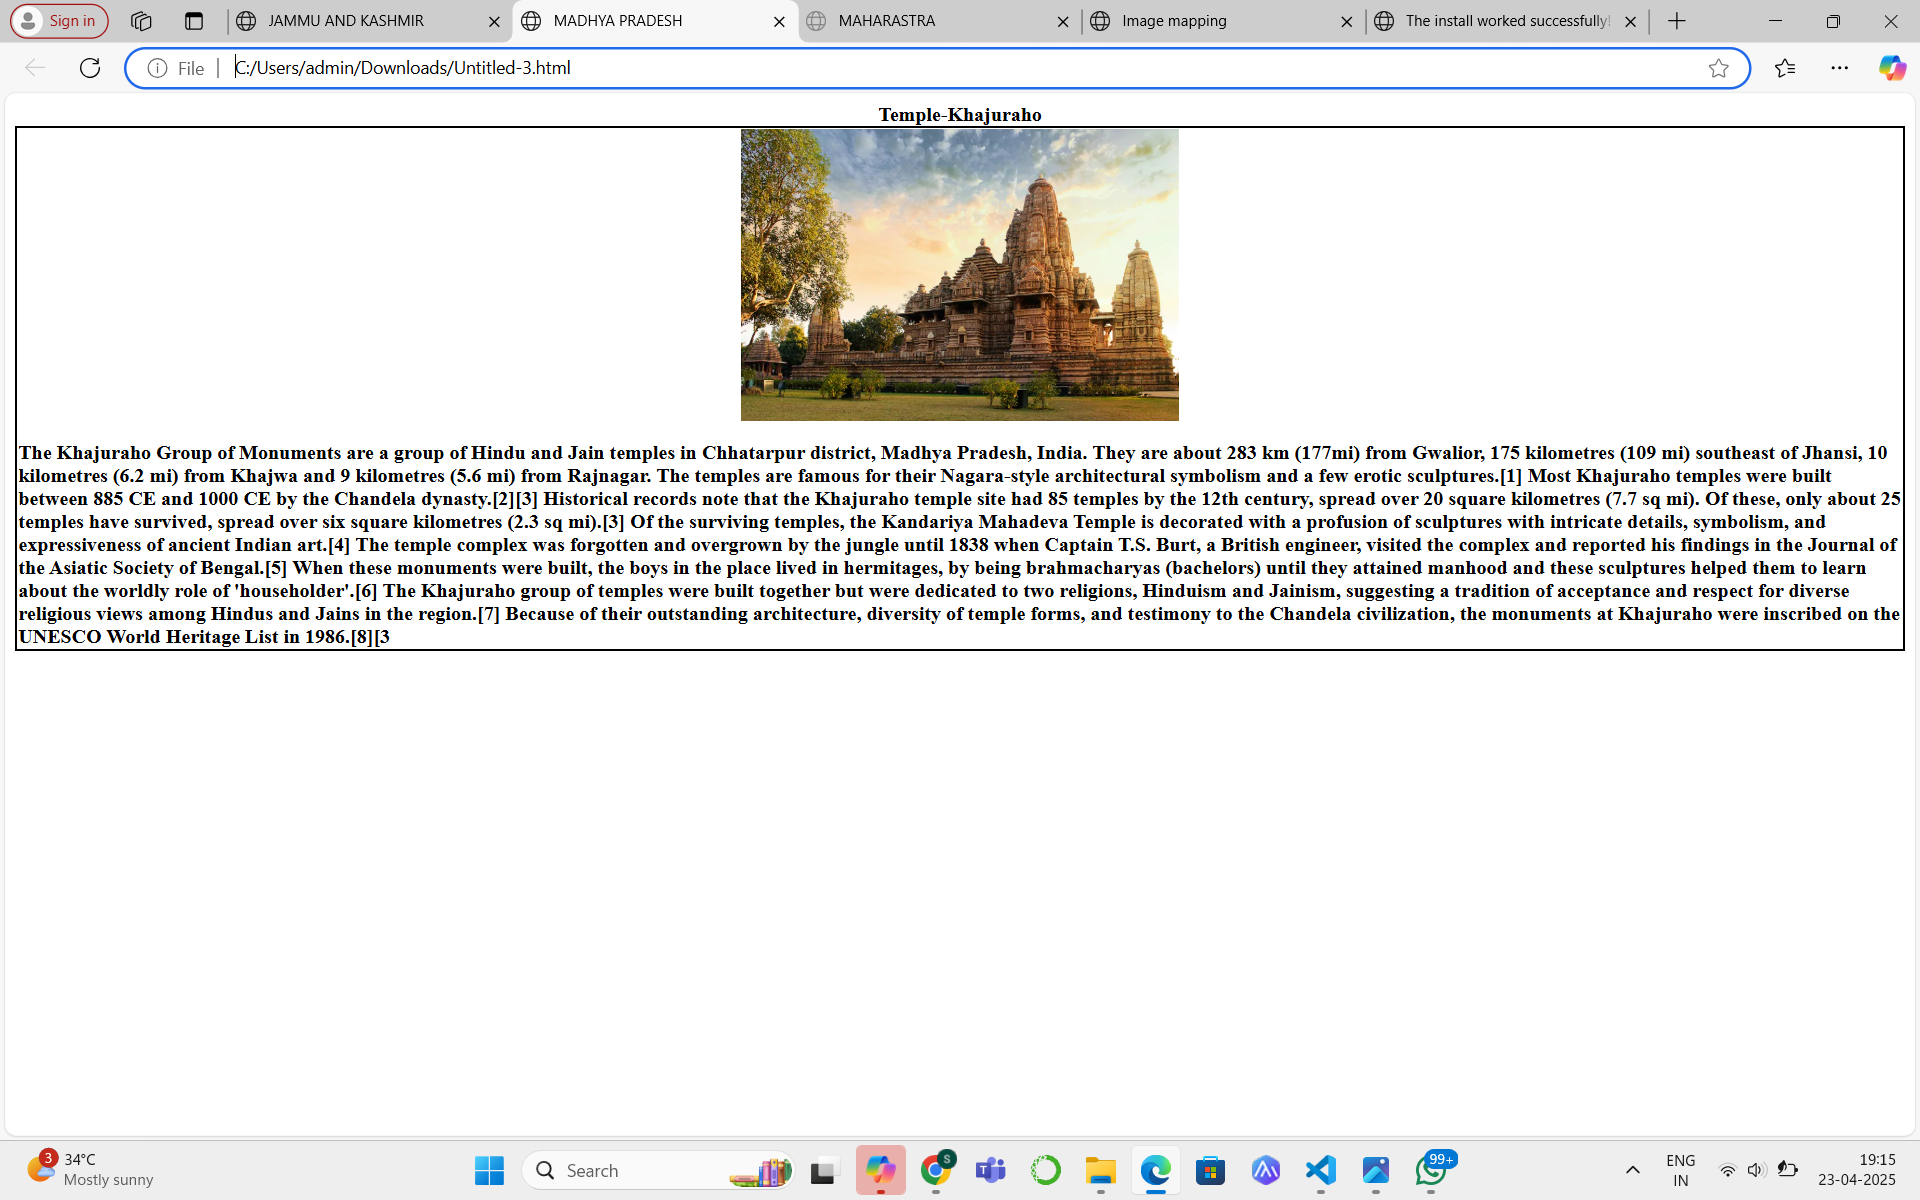 Sign in
JAMMU AND KASHMIR
MADHYA PRADESH
MAHARASTRA
Image mapping
The install worked successfully!
File
C:/Users/admin/Downloads/Untitled-3.html
Temple-Khajuraho
The Khajuraho Group of Monuments are a group of Hindu and Jain temples in Chhatarpur district, Madhya Pradesh, India. They are about 283 km (177mi) from Gwalior, 175 kilometres (109 mi) southeast of Jhansi, 10
kilometres (6.2 mi) from Khajwa and 9 kilometres (5.6 mi) from Rajnagar. The temples are famous for their Nagara-style architectural symbolism and a few erotic sculptures.[1] Most Khajuraho temples were built
between 885 CE and 1000 CE by the Chandela dynasty.[2][3] Historical records note that the Khajuraho temple site had 85 temples by the 12th century, spread over 20 square kilometres (7.7 sq mi). Of these, only about 25
temples have survived, spread over six square kilometres (2.3 sq mi).[3] Of the surviving temples, the Kandariya Mahadeva Temple is decorated with a profusion of sculptures with intricate details, symbolism, and
expressiveness of ancient Indian art.[4] The temple complex was forgotten and overgrown by the jungle until 1838 when Captain T.S. Burt, a British engineer, visited the complex and reported his findings in the Journal of
the Asiatic Society of Bengal.[5] When these monuments were built, the boys in the place lived in hermitages, by being brahmacharyas (bachelors) until they attained manhood and these sculptures helped them to learn
about the worldly role of 'householder'.[6] The Khajuraho group of temples were built together but were dedicated to two religions, Hinduism and Jainism, suggesting a tradition of acceptance and respect for diverse
religious views among Hindus and Jains in the region.[7] Because of their outstanding architecture, diversity of temple forms, and testimony to the Chandela civilization, the monuments at Khajuraho were inscribed on the
UNESCO World Heritage List in 1986.[8][3
3
34°C
Mostly sunny
Search
S
99+
ENG
IN
19:15
23-04-2025